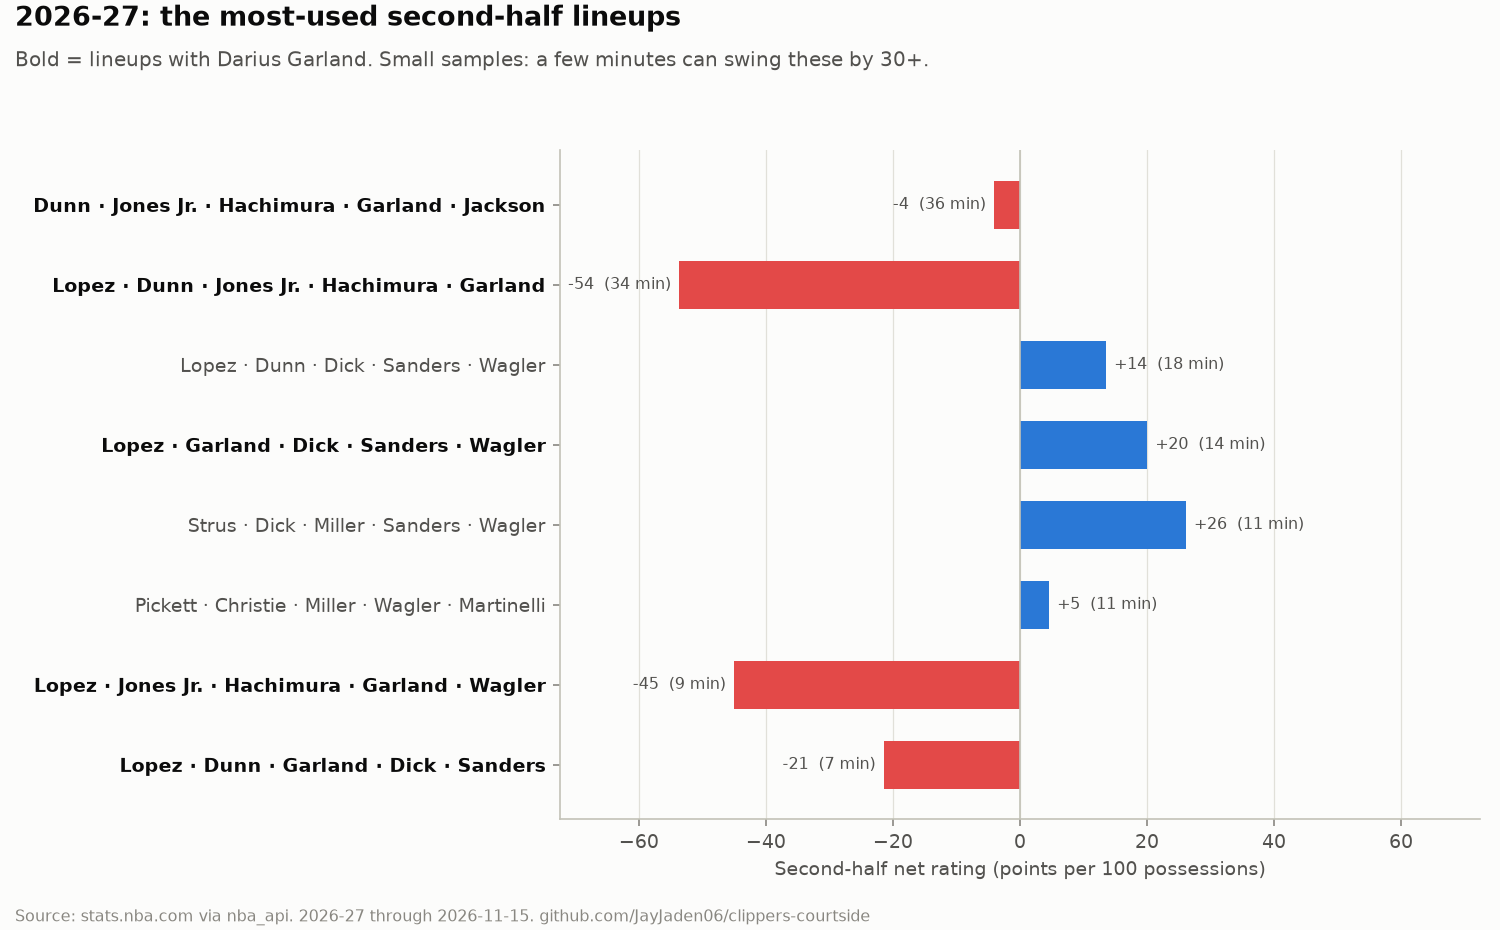 2026-27: the most-used second-half lineups
Bold = lineups with Darius Garland. Small samples: a few minutes can swing these by 30+.
Dunn · Jones Jr. · Hachimura · Garland · Jackson
-4 (36 min)
Lopez · Dunn · Jones Jr. · Hachimura · Garland
-54 (34 min)
Lopez · Dunn · Dick · Sanders · Wagler
+14 (18 min)
Lopez · Garland · Dick · Sanders · Wagler
+20 (14 min)
Strus · Dick · Miller · Sanders · Wagler
+26 (11 min)
Pickett · Christie · Miller · Wagler · Martinelli
+5 (11 min)
Lopez · Jones Jr. · Hachimura · Garland · Wagler
-45 (9 min)
Lopez · Dunn · Garland · Dick · Sanders
-21 (7 min)
−60 −40 −20 0 20 40 60
Second-half net rating (points per 100 possessions)
Source: stats.nba.com via nba_api. 2026-27 through 2026-11-15. github.com/JayJaden06/clippers-courtside